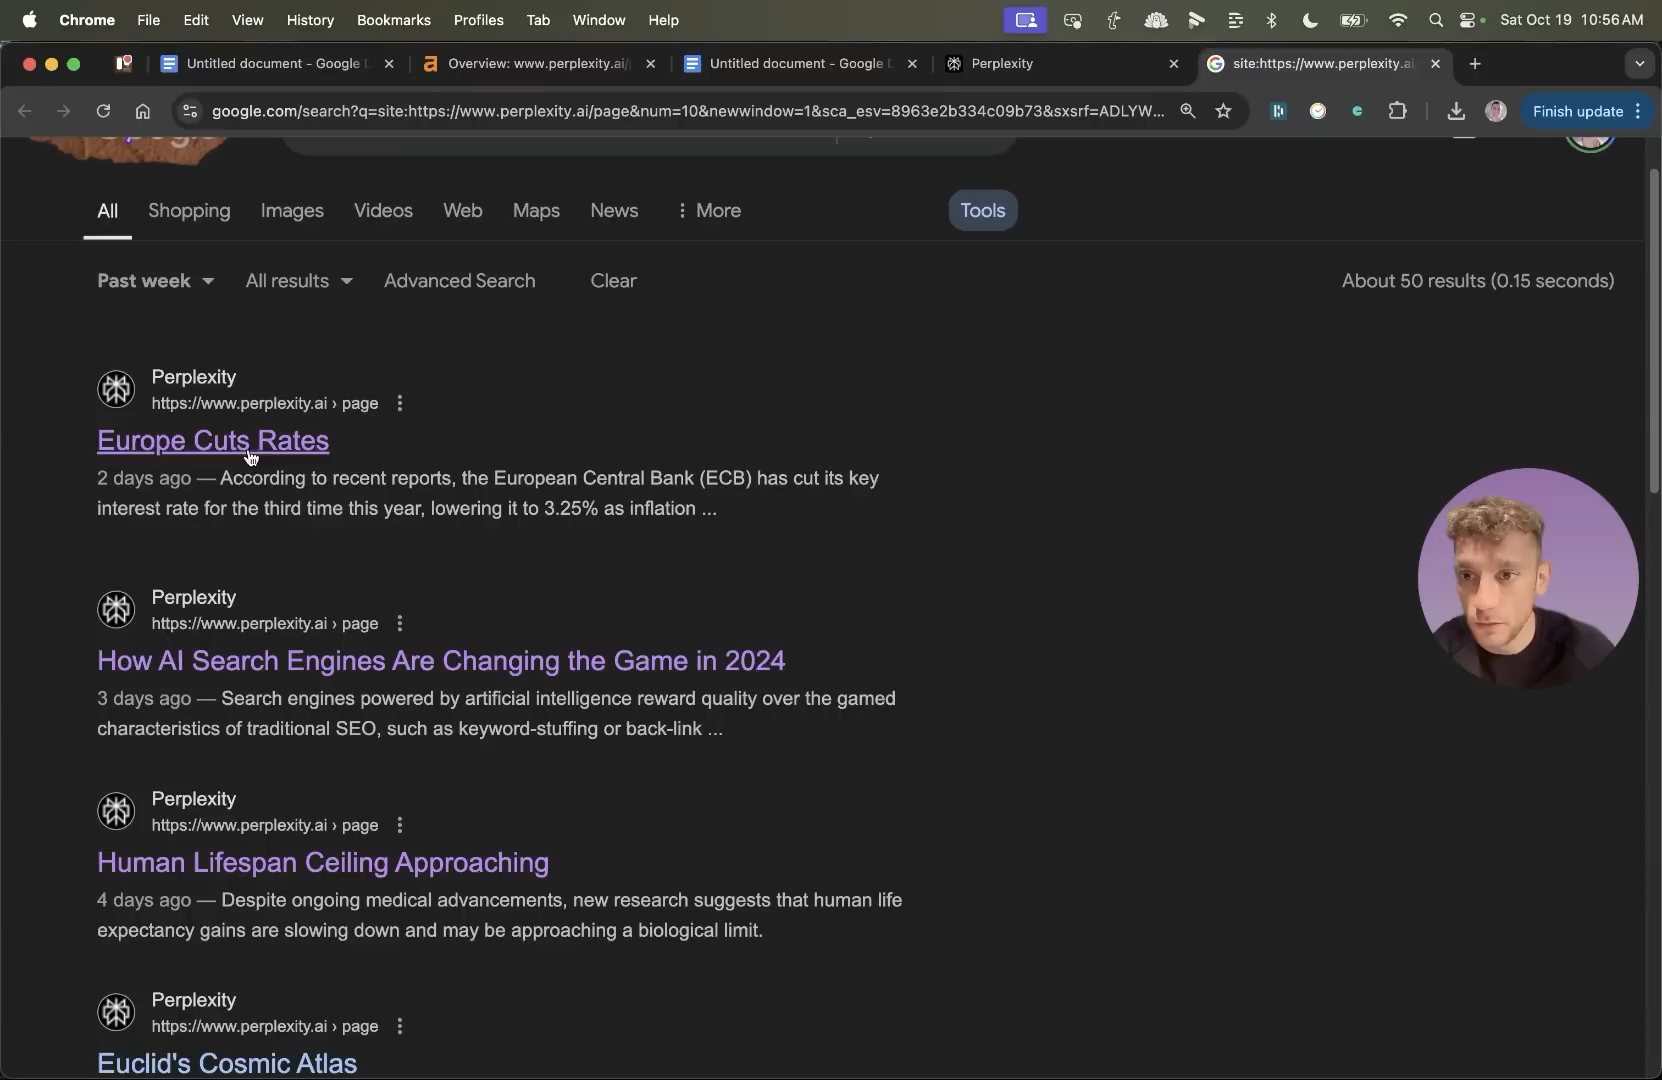 Chrome File Edit View History Bookmarks Profiles Tab Window Help Sat Oct 19 10:56 AM
Untitled document - Google D Overview: www.perplexity.ai/ Untitled document - Google D Perplexity site:https://www.perplexity.ai
google.com/search?q=site:https://www.perplexity.ai/page&num=10&newwindow=1&sca_esv=8963e2b334c09b73&sxsrf=ADLYW... Finish update
All Shopping Images Videos Web Maps News More Tools
Past week All results Advanced Search Clear About 50 results (0.15 seconds)
Perplexity
https://www.perplexity.ai › page
Europe Cuts Rates
2 days ago — According to recent reports, the European Central Bank (ECB) has cut its key
interest rate for the third time this year, lowering it to 3.25% as inflation ...
Perplexity
https://www.perplexity.ai › page
How AI Search Engines Are Changing the Game in 2024
3 days ago — Search engines powered by artificial intelligence reward quality over the gamed
characteristics of traditional SEO, such as keyword-stuffing or back-link ...
Perplexity
https://www.perplexity.ai › page
Human Lifespan Ceiling Approaching
4 days ago — Despite ongoing medical advancements, new research suggests that human life
expectancy gains are slowing down and may be approaching a biological limit.
Perplexity
https://www.perplexity.ai › page
Euclid's Cosmic Atlas